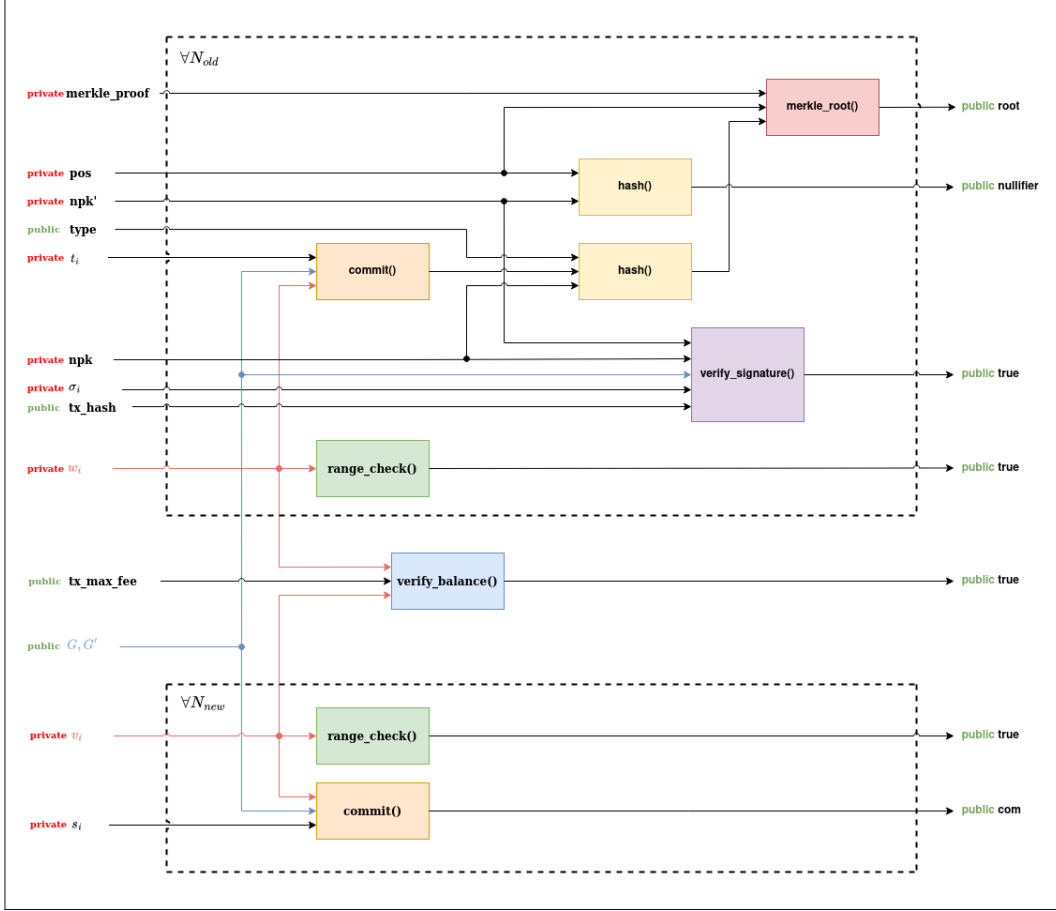 ∀N_old
private merkle_proof
merkle_root()
public root
private pos
hash()
public nullifier
private npk'
public type
private t_i
commit()
hash()
private npk
verify_signature()
public true
private σ_i
public tx_hash
private w_i
range_check()
public true
public tx_max_fee
verify_balance()
public true
public G, G'
∀N_new
private v_i
range_check()
public true
commit()
public com
private s_i